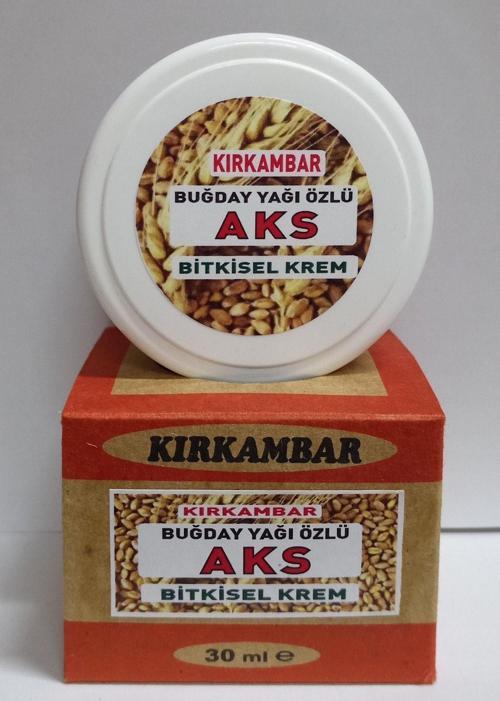 KIRKAMBAR
BUĞDAY YAĞI ÖZLÜ
AKS
BİTKİSEL KREM
KIRKAMBAR
KIRKAMBAR
BUĞDAY YAĞI ÖZLÜ
AKS
BİTKİSEL KREM
30 ml ℮